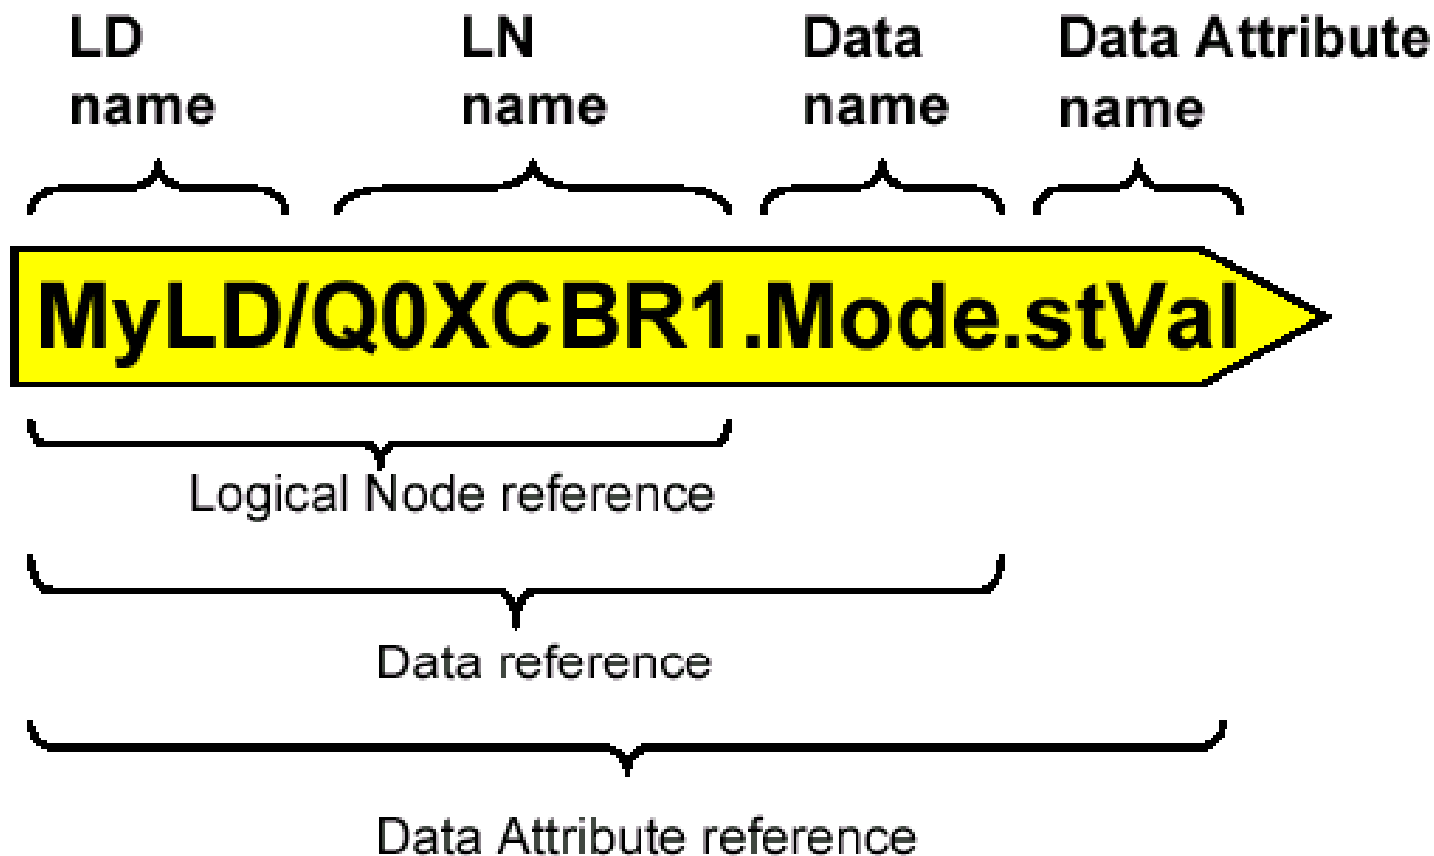 LD LN Data Data Attribute
name name name name
MyLD/Q0XCBR1.Mode.stVal
Logical Node reference
Data reference
Data Attribute reference